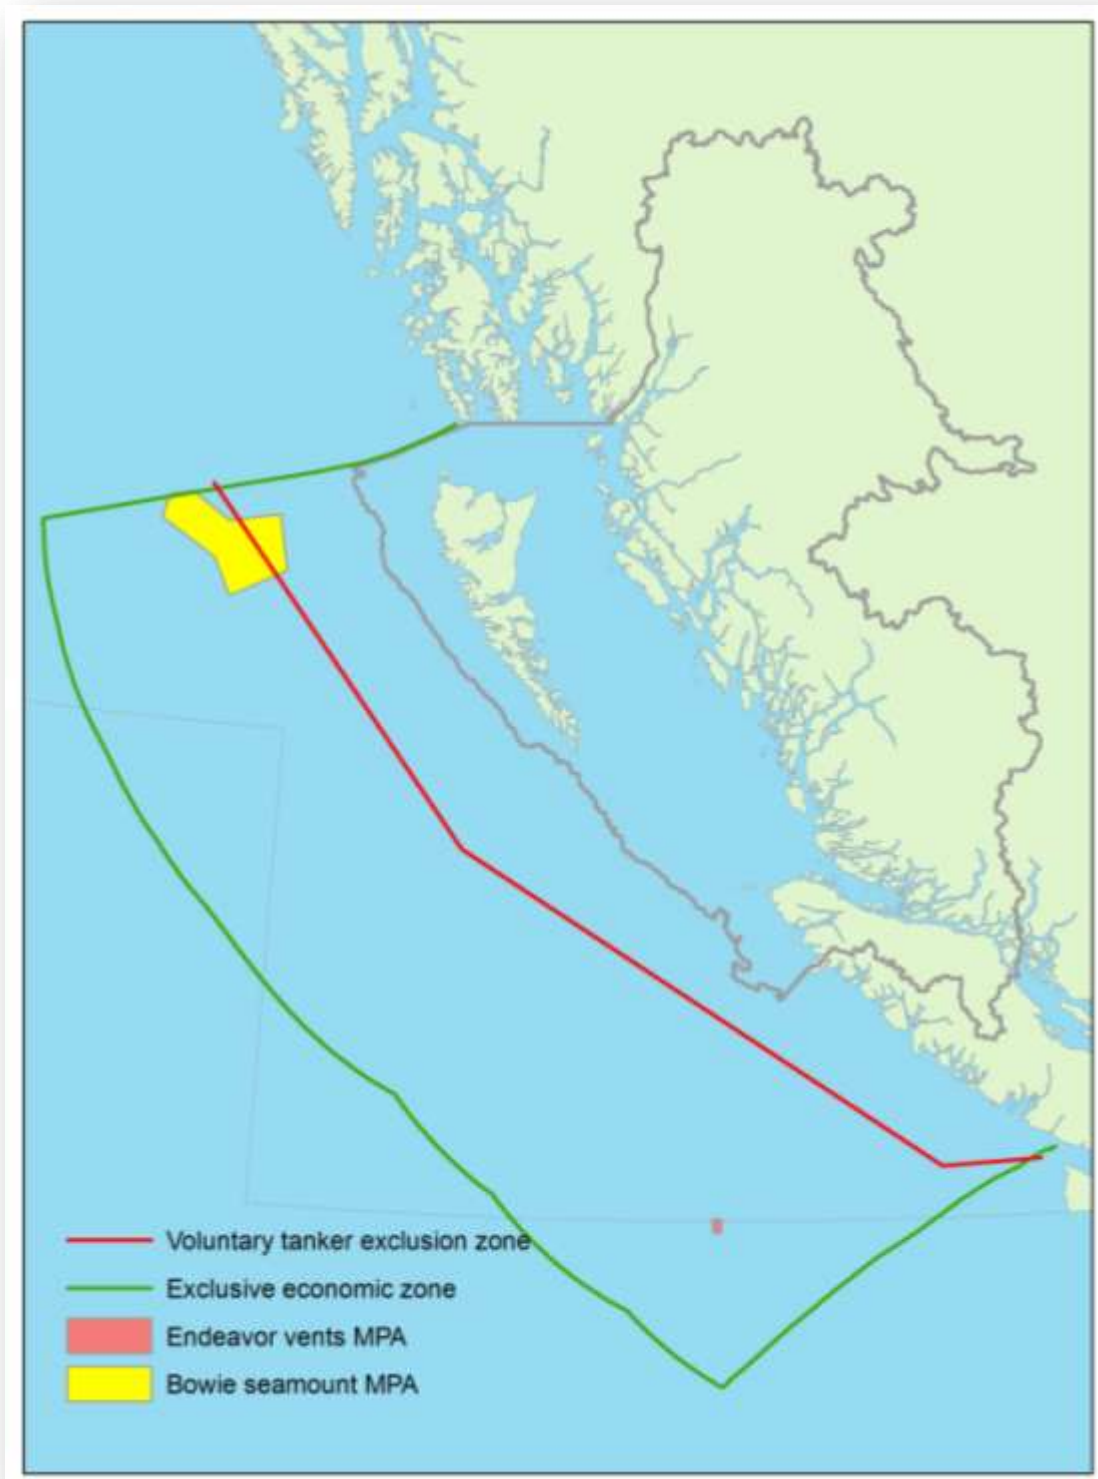 Voluntary tanker exclusion zone
Exclusive economic zone
Endeavor vents MPA
Bowie seamount MPA